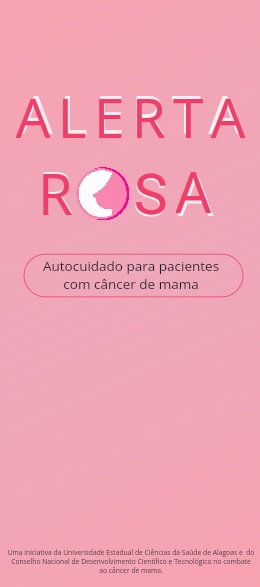 ALERTA
ROSA
Autocuidado para pacientes
com câncer de mama
Uma iniciativa da Universidade Estadual de Ciências da Saúde de Alagoas e do
Conselho Nacional de Desenvolvimento Científico e Tecnológico no combate
ao câncer de mama.